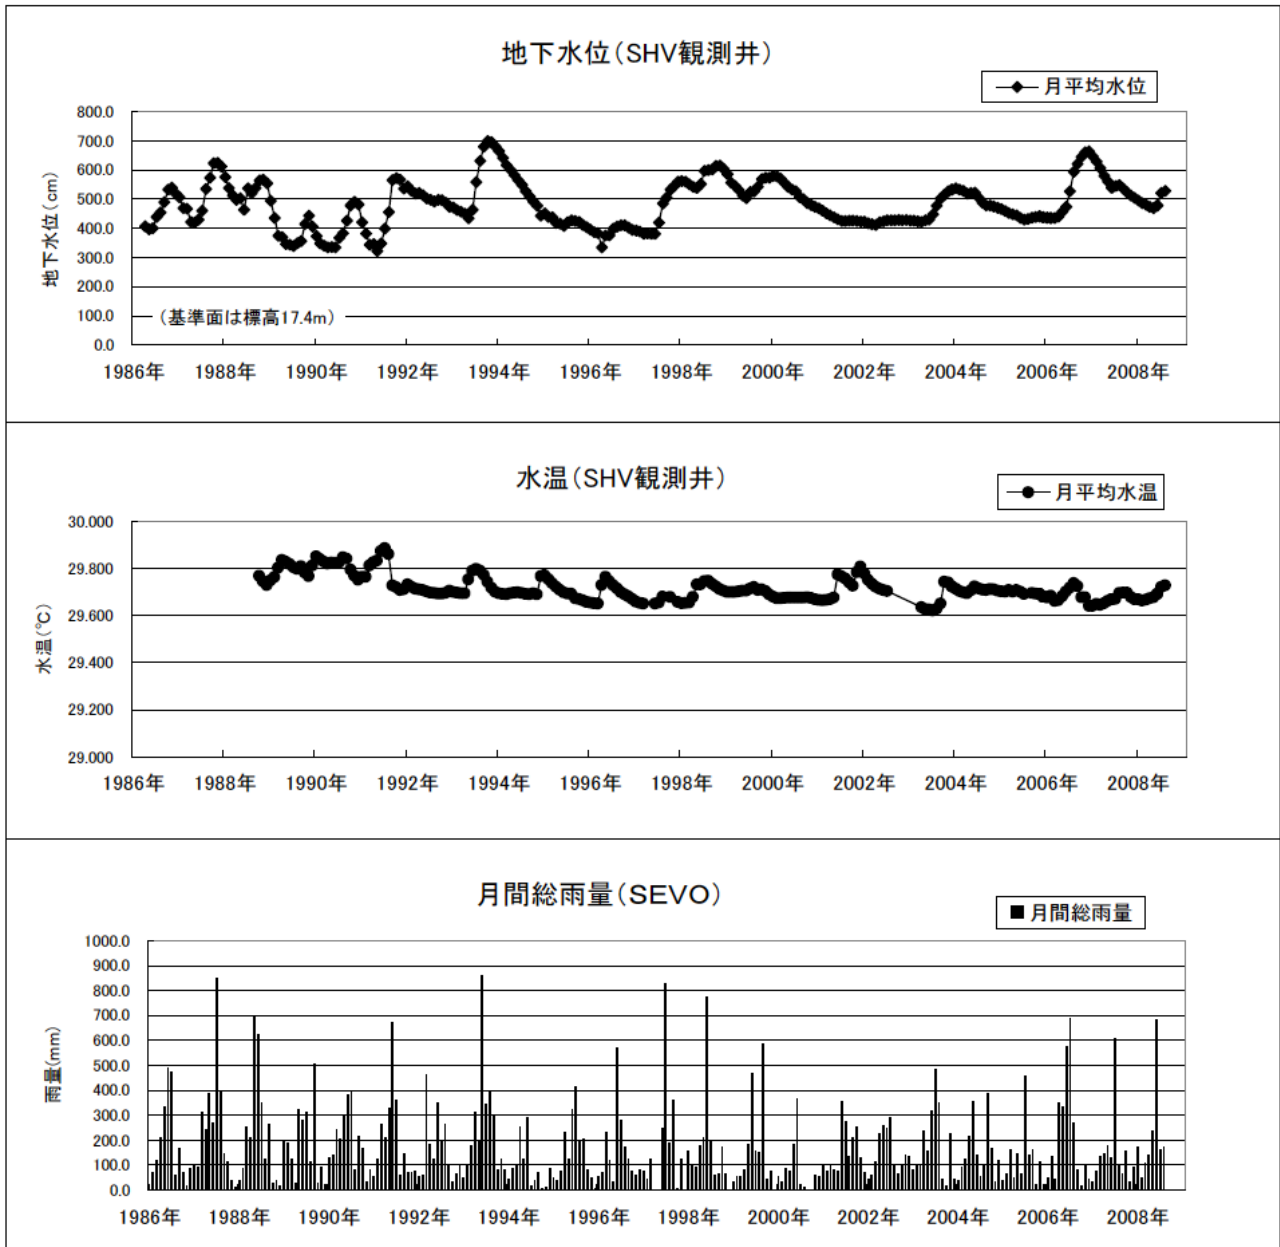 地下水位(SHV観測井)
月平均水位
地下水位(cm)
800.0
700.0
600.0
500.0
400.0
300.0
200.0
100.0
0.0
(基準面は標高17.4m)
1986年 1988年 1990年 1992年 1994年 1996年 1998年 2000年 2002年 2004年 2006年 2008年
水温(SHV観測井)
月平均水温
水温(℃)
30.000
29.800
29.600
29.400
29.200
29.000
1986年 1988年 1990年 1992年 1994年 1996年 1998年 2000年 2002年 2004年 2006年 2008年
月間総雨量(SEVO)
月間総雨量
雨量(mm)
1000.0
900.0
800.0
700.0
600.0
500.0
400.0
300.0
200.0
100.0
0.0
1986年 1988年 1990年 1992年 1994年 1996年 1998年 2000年 2002年 2004年 2006年 2008年